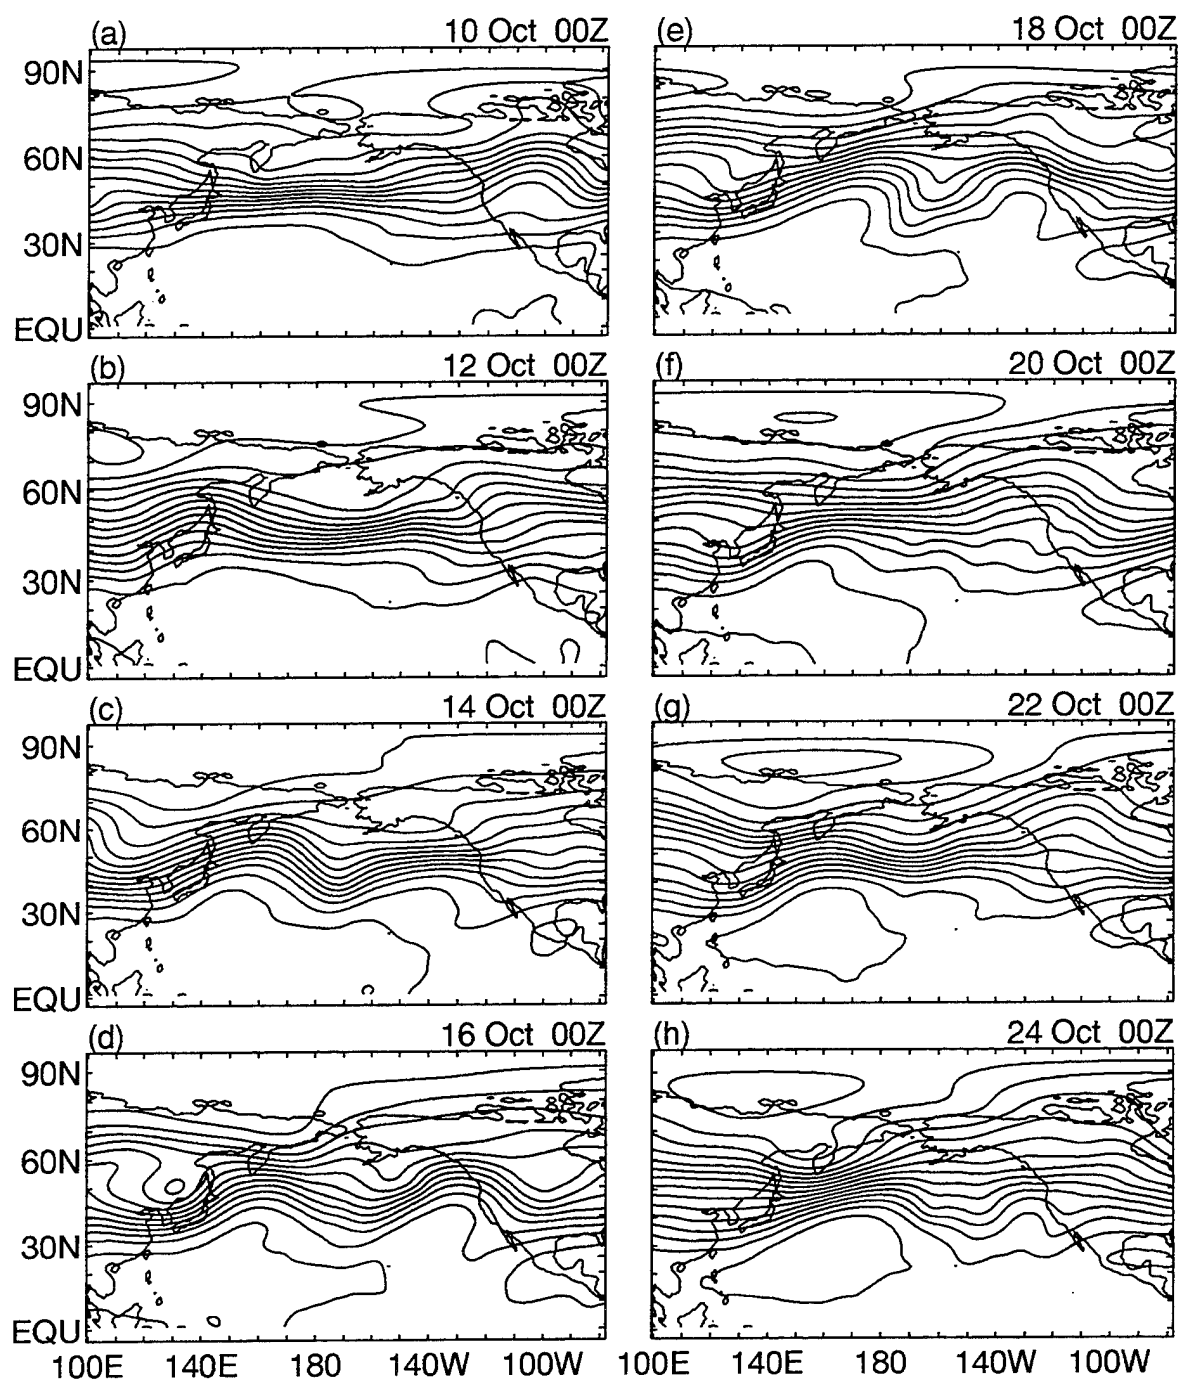 (a) 10 Oct 00Z
90N
60N
30N
EQU
(b) 12 Oct 00Z
90N
60N
30N
EQU
(c) 14 Oct 00Z
90N
60N
30N
EQU
(d) 16 Oct 00Z
90N
60N
30N
EQU
100E 140E 180 140W 100W
(e) 18 Oct 00Z
(f) 20 Oct 00Z
(g) 22 Oct 00Z
(h) 24 Oct 00Z
100E 140E 180 140W 100W